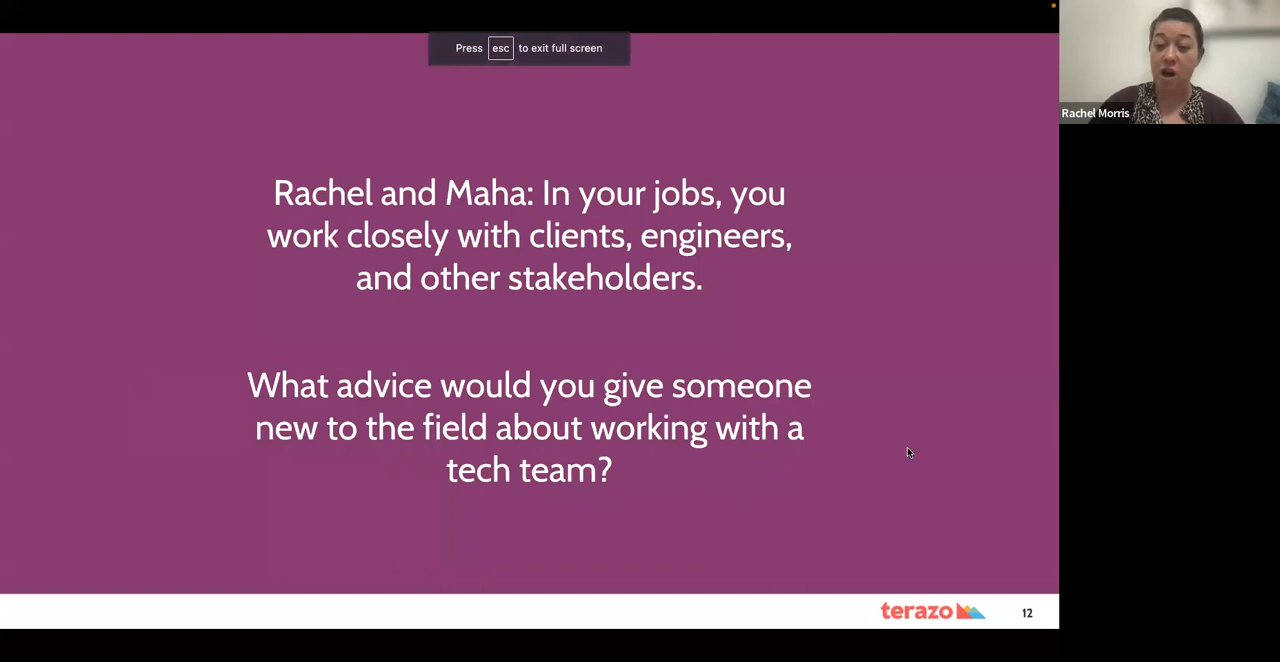 Press esc to exit full screen
Rachel Morris
Rachel and Maha: In your jobs, you
work closely with clients, engineers,
and other stakeholders.
What advice would you give someone
new to the field about working with a
tech team?
terazo
12